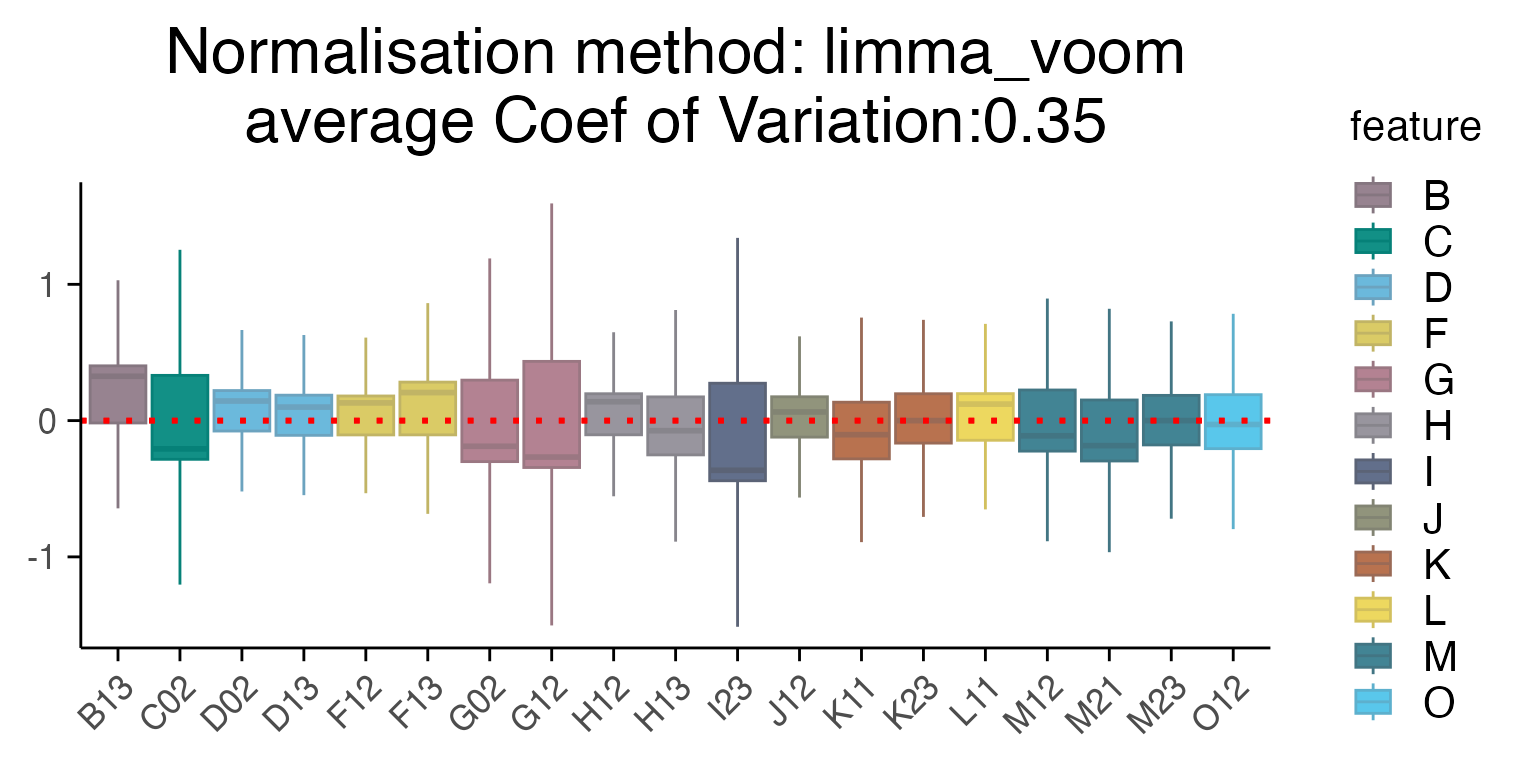 Normalisation method: limma_voom
average Coef of Variation:0.35
feature
B
C
D
F
G
H
I
J
K
L
M
O
1
0
-1
B13 C02 D02 D13 F12 F13 G02 G12 H12 H13 I23 J12 K11 K23 L11 M12 M21 M23 O12